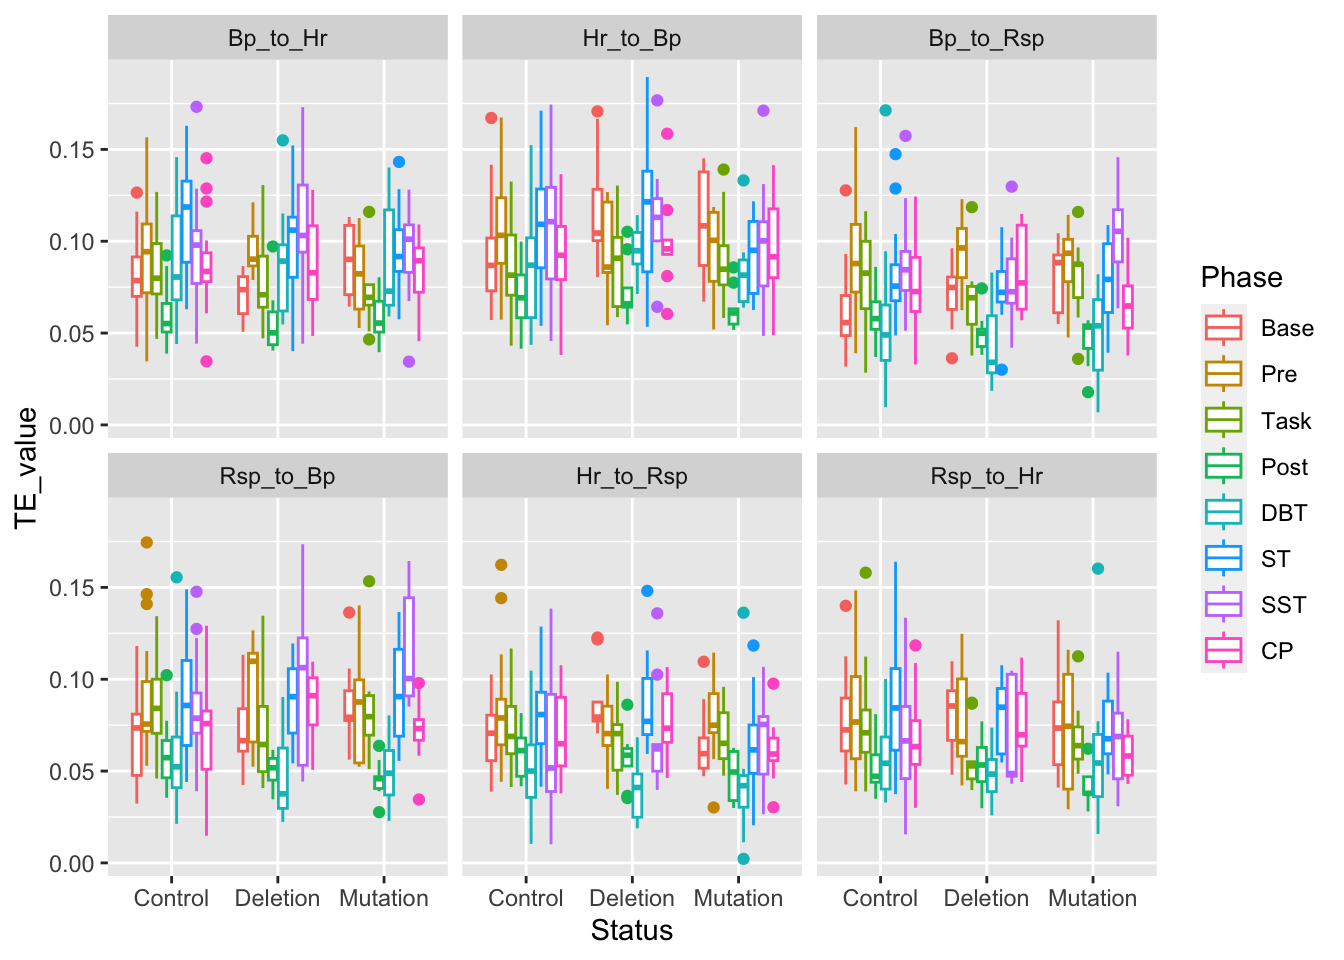 Bp_to_Hr
Hr_to_Bp
Bp_to_Rsp
0.15
0.10
0.05
0.00
Rsp_to_Bp
Hr_to_Rsp
Rsp_to_Hr
0.15
0.10
0.05
0.00
Control Deletion Mutation
Control Deletion Mutation
Control Deletion Mutation
Status
TE_value
Phase
Base
Pre
Task
Post
DBT
ST
SST
CP